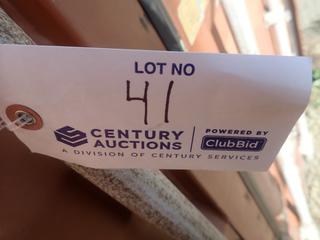 LOT NO
41
CENTURY AUCTIONS
POWERED BY ClubBid
A DIVISION OF CENTURY SERVICES